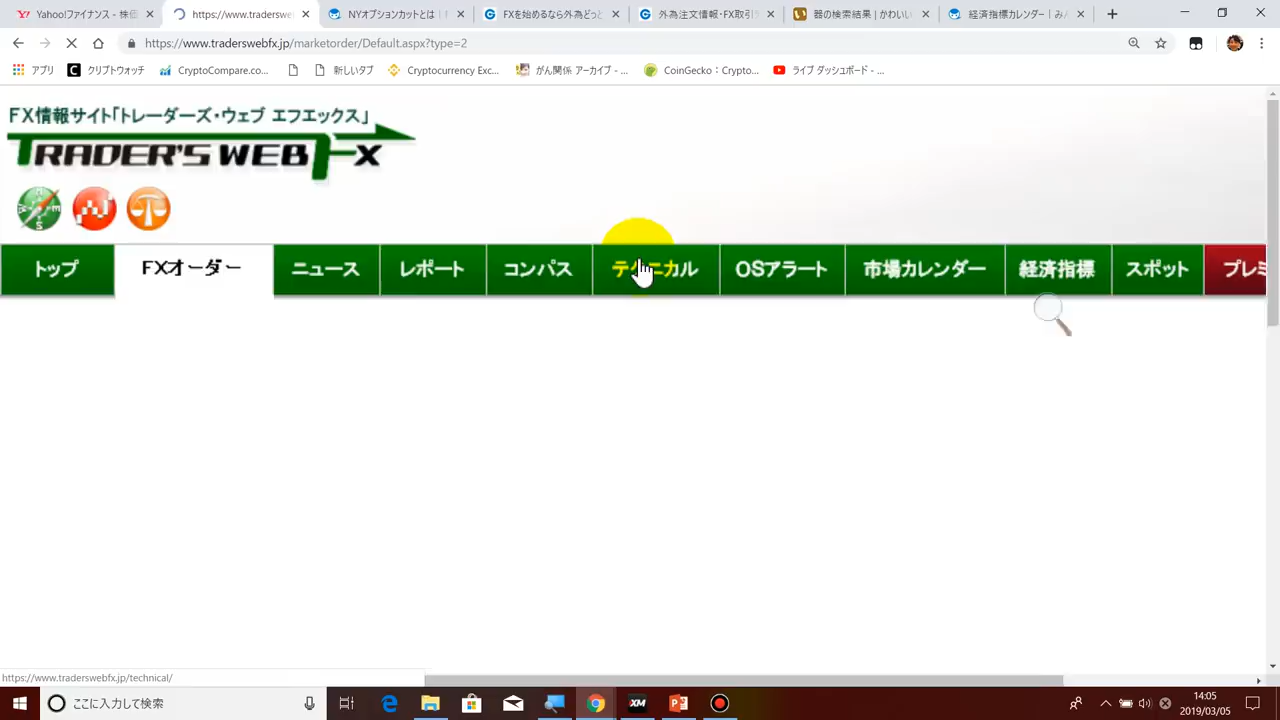 Yahoo!ファイナンス - 株価
https://www.traderswebfx.jp
NYオプションカットとは
FXを始めるなら外為どっと
外為注文情報・FX取引
器の検索結果 | かわいい
経済指標カレンダー | みん
https://www.traderswebfx.jp/marketorder/Default.aspx?type=2
アプリ
クリプトウォッチ
CryptoCompare.co...
新しいタブ
Cryptocurrency Exc...
がん関係 アーカイブ - ...
CoinGecko：Crypto...
ライブ ダッシュボード - ...
FX情報サイト「トレーダーズ・ウェブ エフエックス」
TRADER'S WEB FX
トップ
FXオーダー
ニュース
レポート
コンパス
テクニカル
OSアラート
市場カレンダー
経済指標
スポット
プレミ
https://www.traderswebfx.jp/technical/
ここに入力して検索
XM
14:05
2019/03/05